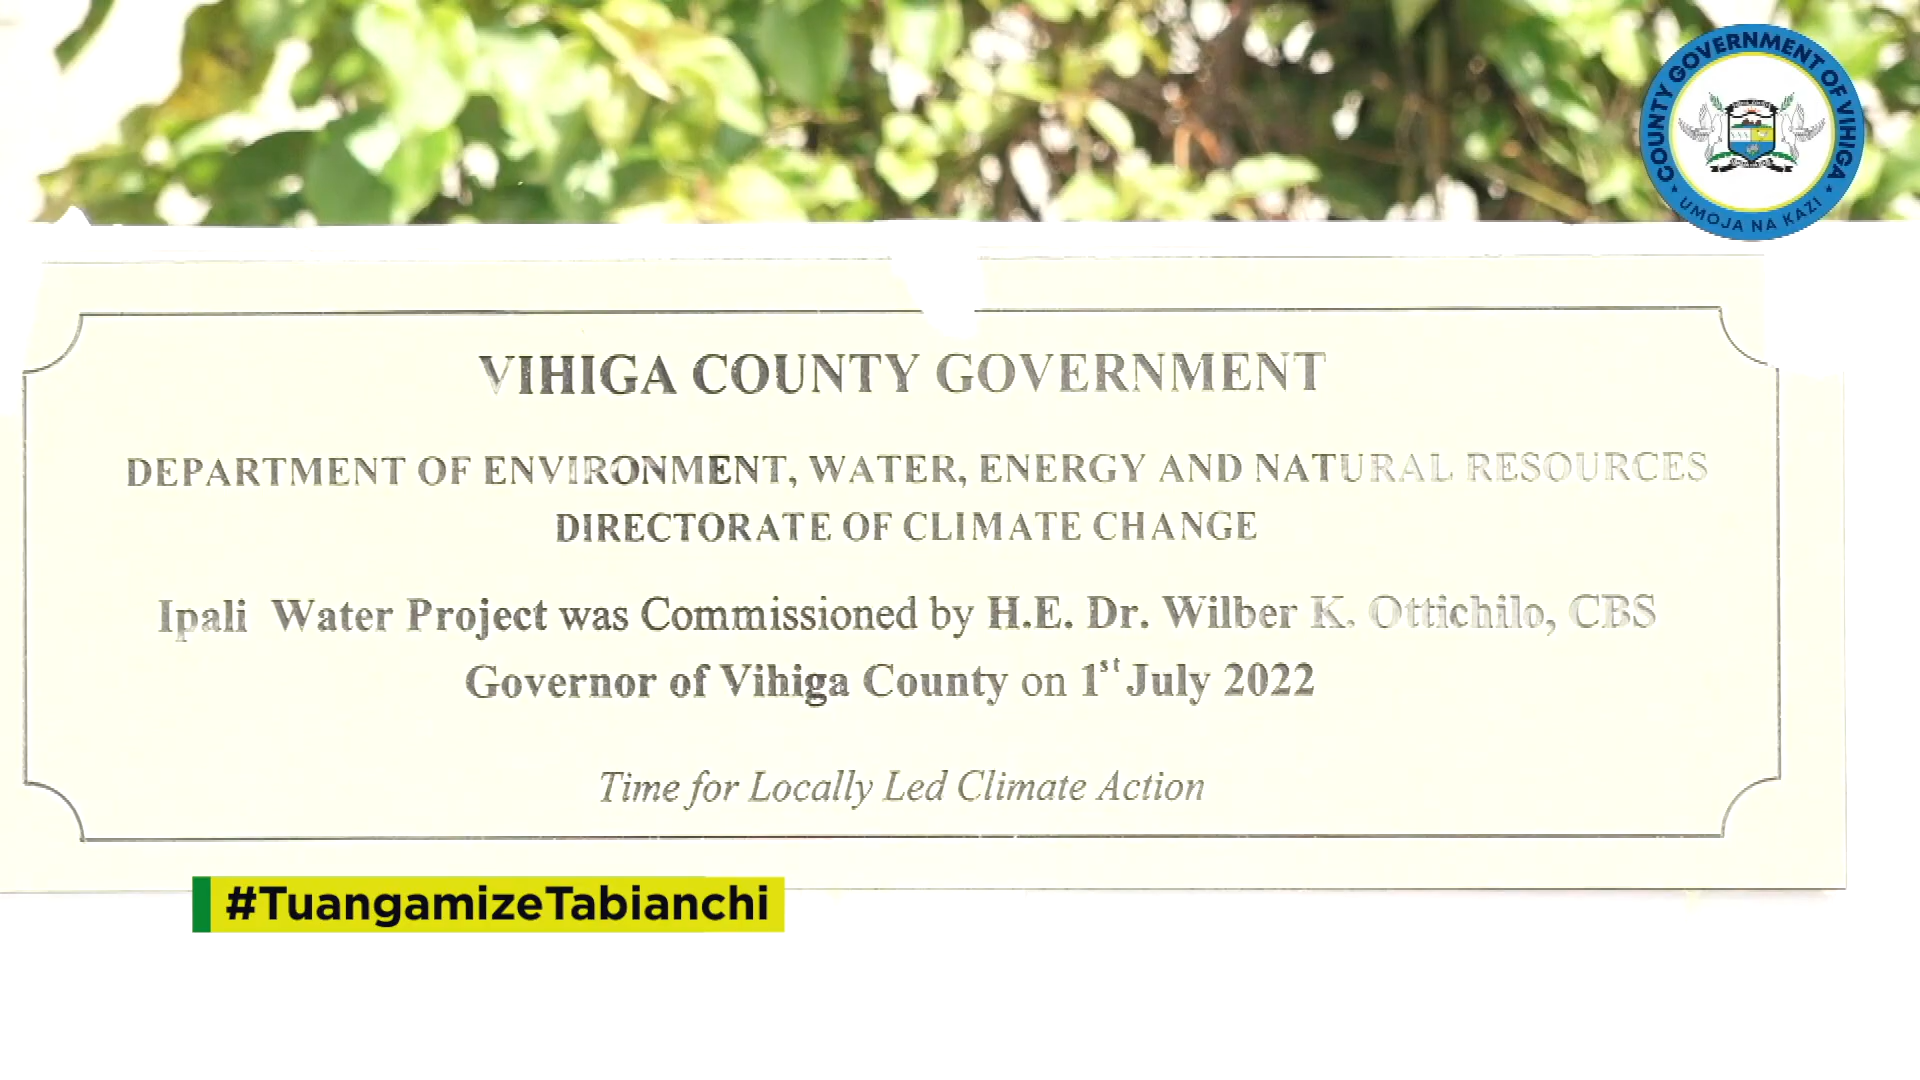 COUNTY GOVERNMENT OF VIHIGA
UMOJA NA KAZI
VIHIGA COUNTY GOVERNMENT
DEPARTMENT OF ENVIRONMENT, WATER, ENERGY AND NATURAL RESOURCES
DIRECTORATE OF CLIMATE CHANGE
Ipali Water Project was Commissioned by H.E. Dr. Wilber K. Ottichilo, CBS
Governor of Vihiga County on 1st July 2022
Time for Locally Led Climate Action
#TuangamizeTabianchi